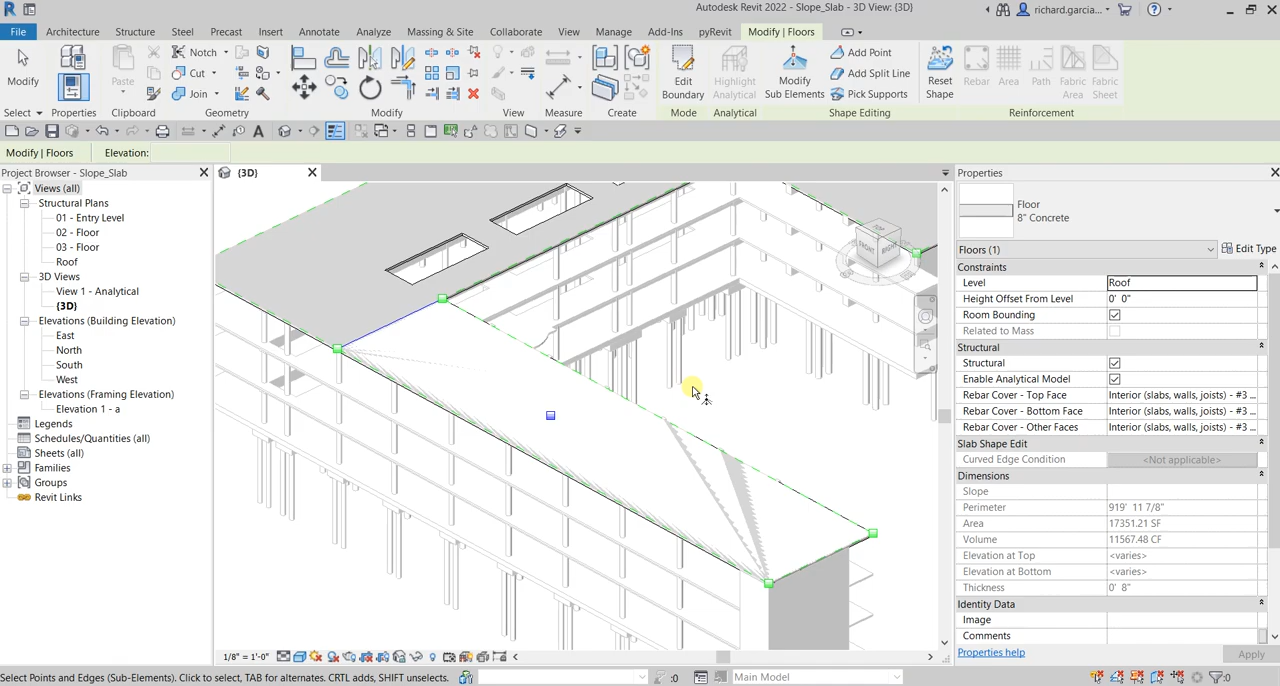 Autodesk Revit 2022 - Slope_Slab - 3D View: {3D}
richard.garcia...
File Architecture Structure Steel Precast Insert Annotate Analyze Massing & Site Collaborate View Manage Add-Ins pyRevit Modify | Floors
Modify
Paste
Notch
Cut
Join
Edit
Boundary
Highlight
Analytical
Modify
Sub Elements
Add Point
Add Split Line
Pick Supports
Reset
Shape
Rebar
Area
Path
Fabric
Area
Fabric
Sheet
Select Properties Clipboard Geometry Modify View Measure Create Mode Analytical Shape Editing Reinforcement
Modify | Floors Elevation:
Project Browser - Slope_Slab
Views (all)
Structural Plans
01 - Entry Level
02 - Floor
03 - Floor
Roof
3D Views
View 1 - Analytical
{3D}
Elevations (Building Elevation)
East
North
South
West
Elevations (Framing Elevation)
Elevation 1 - a
Legends
Schedules/Quantities (all)
Sheets (all)
Families
Groups
Revit Links
{3D}
TOP
FRONT
RIGHT
1/8" = 1'-0"
Properties
Floor
8" Concrete
Floors (1) Edit Type
Constraints
Level Roof
Height Offset From Level 0' 0"
Room Bounding
Related to Mass
Structural
Structural
Enable Analytical Model
Rebar Cover - Top Face Interior (slabs, walls, joists) - #3 ...
Rebar Cover - Bottom Face Interior (slabs, walls, joists) - #3 ...
Rebar Cover - Other Faces Interior (slabs, walls, joists) - #3 ...
Slab Shape Edit
Curved Edge Condition <Not applicable>
Dimensions
Slope
Perimeter 919' 11 7/8"
Area 17351.21 SF
Volume 11567.48 CF
Elevation at Top <varies>
Elevation at Bottom <varies>
Thickness 0' 8"
Identity Data
Image
Comments
Properties help Apply
Select Points and Edges (Sub-Elements). Click to select, TAB for alternates. CRTL adds, SHIFT unselects. :0 Main Model :0